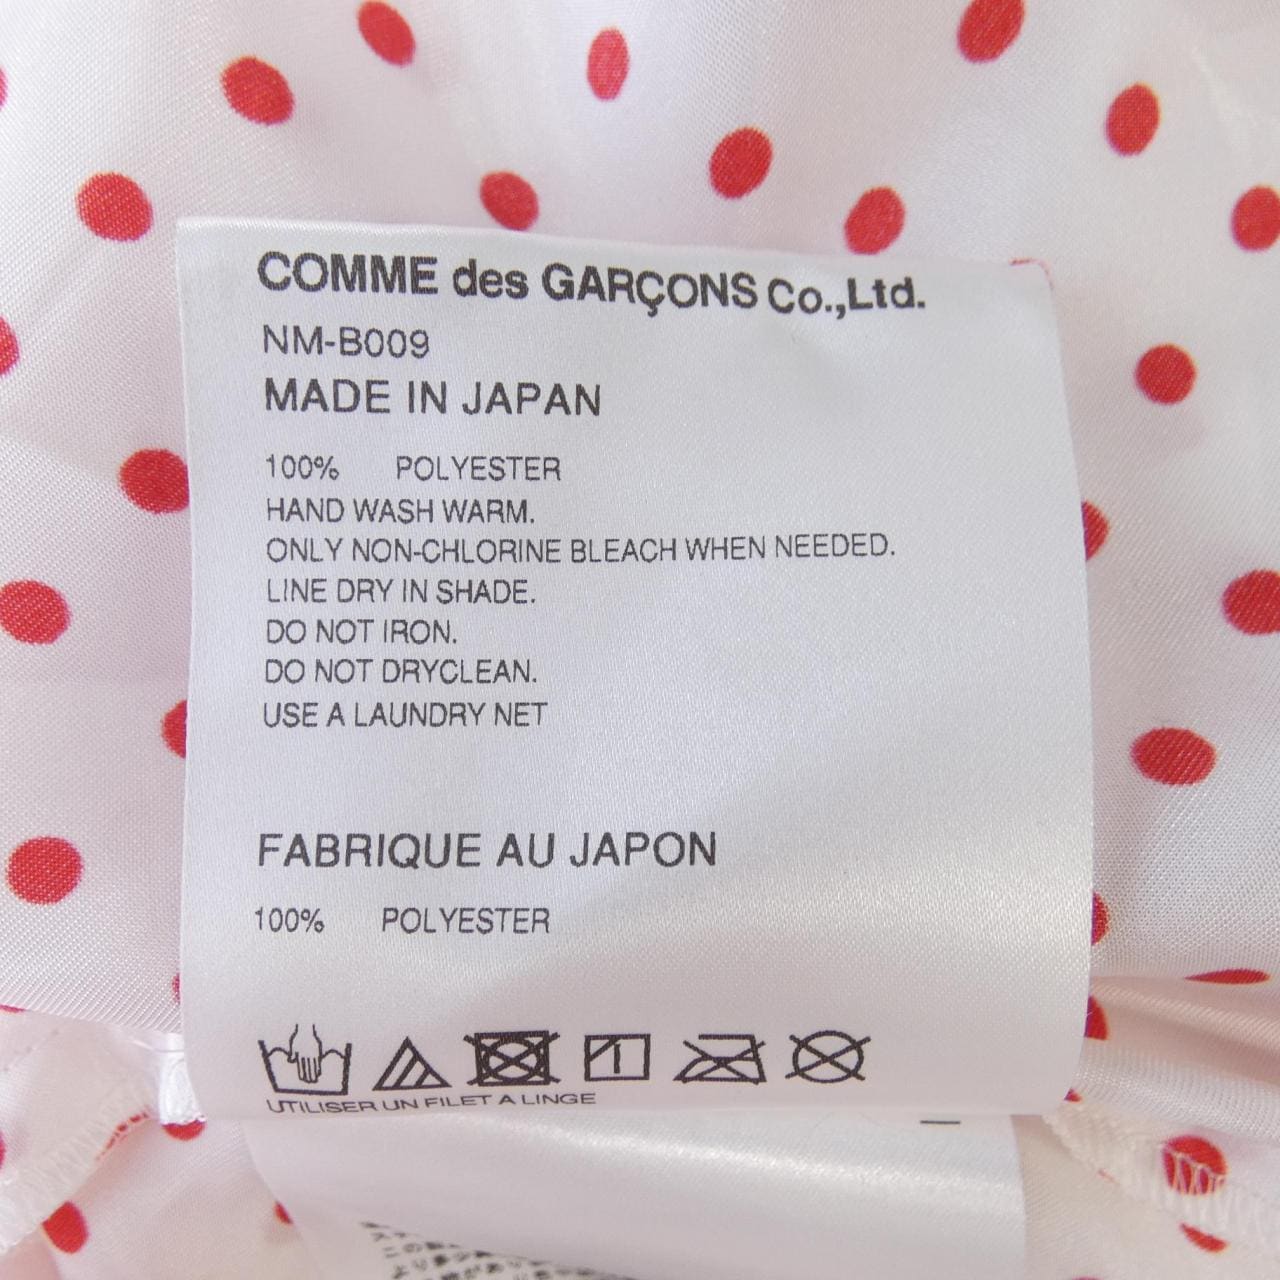 COMME des GARÇONS Co.,Ltd.
NM-B009
MADE IN JAPAN
100% POLYESTER
HAND WASH WARM.
ONLY NON-CHLORINE BLEACH WHEN NEEDED.
LINE DRY IN SHADE.
DO NOT IRON.
DO NOT DRYCLEAN.
USE A LAUNDRY NET
FABRIQUE AU JAPON
100% POLYESTER
UTILISER UN FILET A LINGE